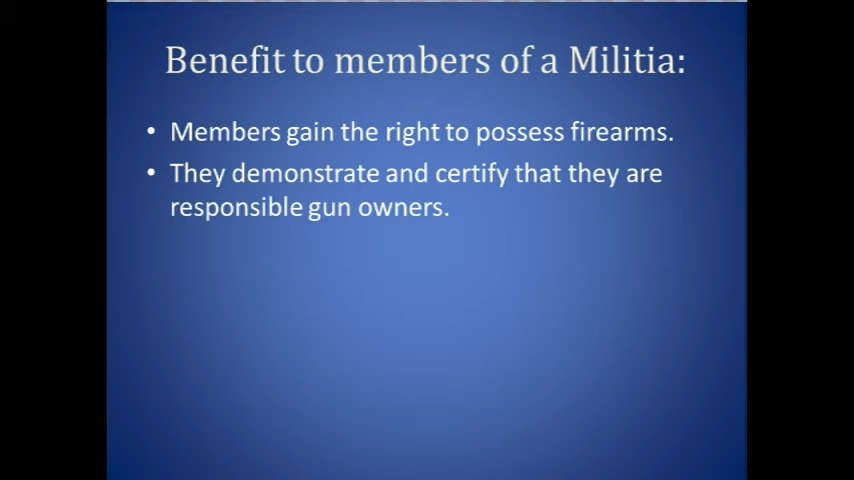 Benefit to members of a Militia:
• Members gain the right to possess firearms.
• They demonstrate and certify that they are
responsible gun owners.